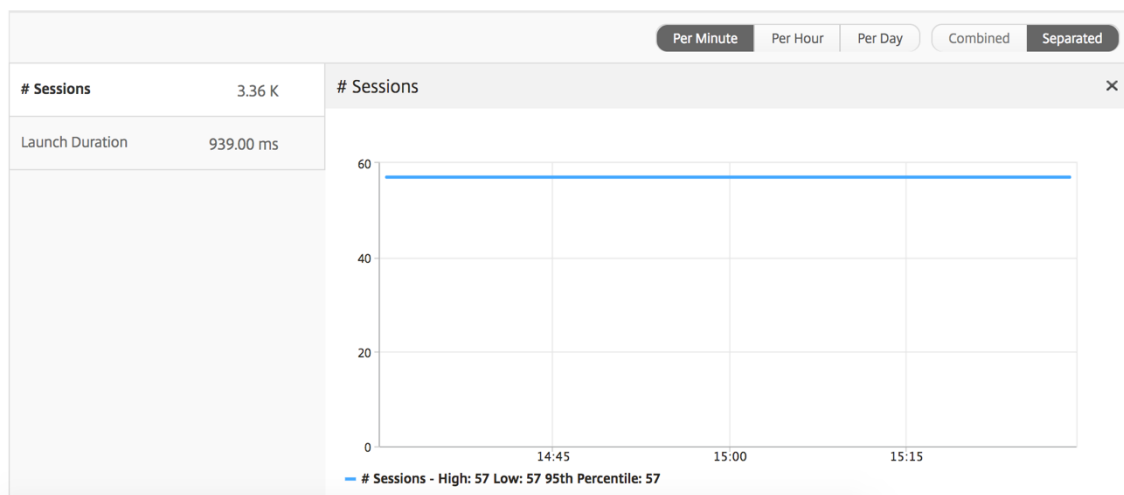 Per Minute Per Hour Per Day Combined Separated
# Sessions 3.36 K
Launch Duration 939.00 ms
# Sessions ×
60
40
20
0
14:45 15:00 15:15
# Sessions - High: 57 Low: 57 95th Percentile: 57